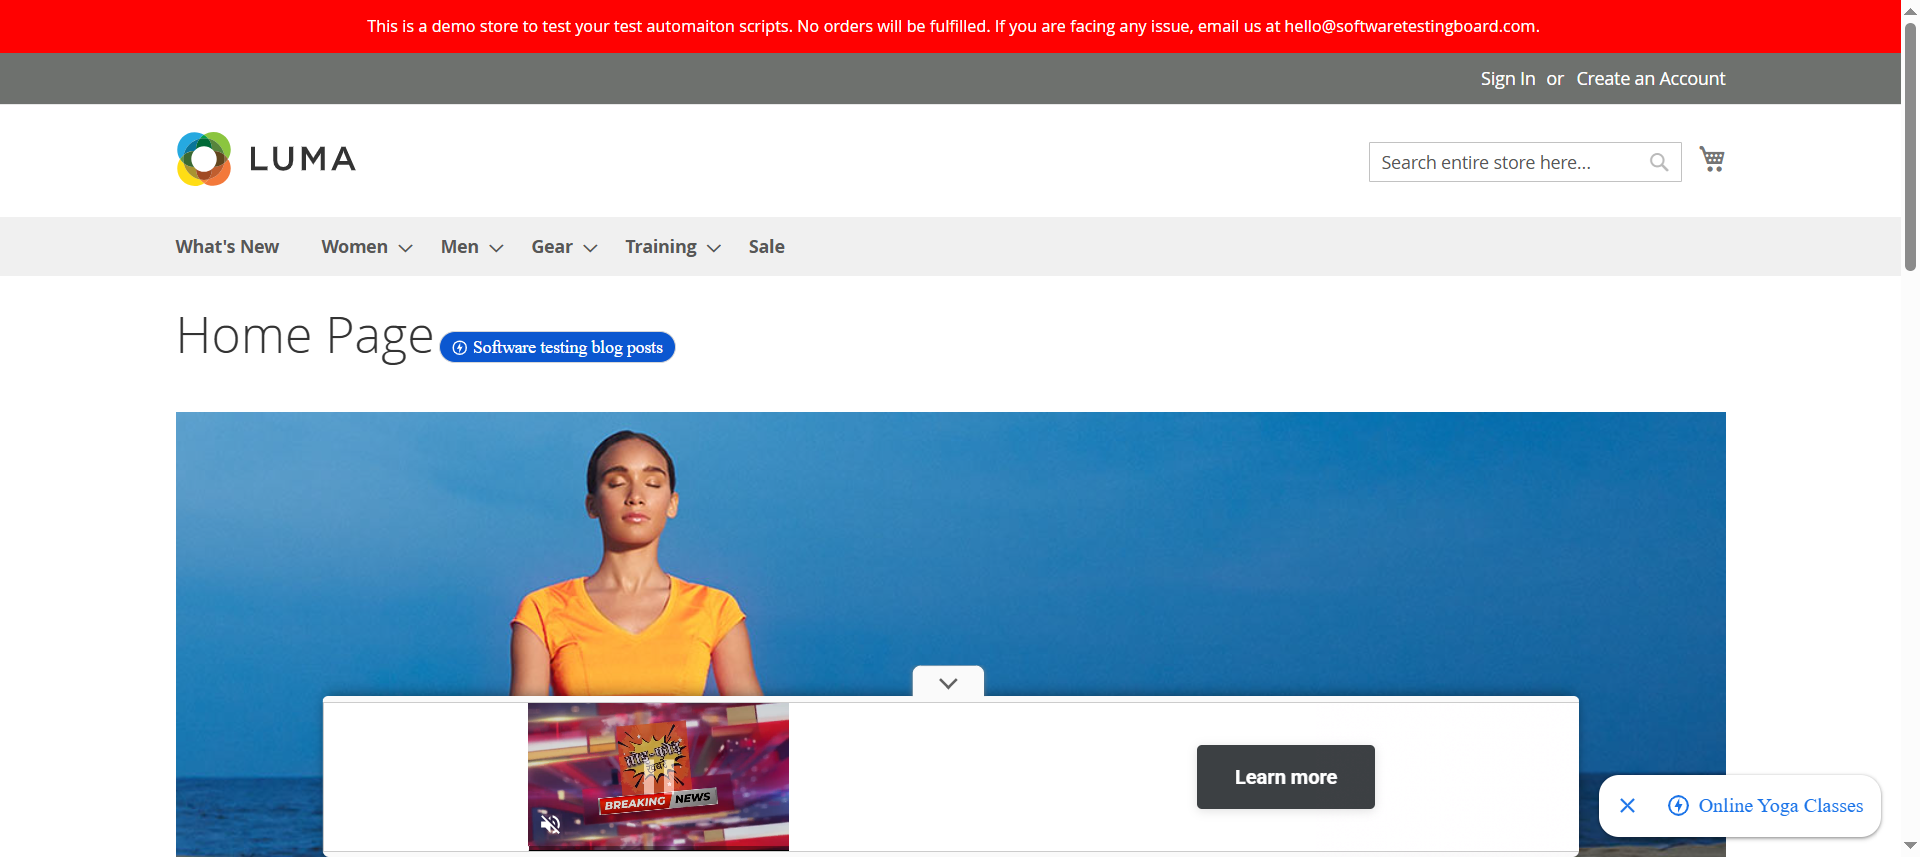 This is a demo store to test your test automaiton scripts. No orders will be fulfilled. If you are facing any issue, email us at hello@softwaretestingboard.com.
Sign In or Create an Account
LUMA
Search entire store here...
What's New Women Men Gear Training Sale
Home Page
Software testing blog posts
BREAKING NEWS
Learn more
Online Yoga Classes